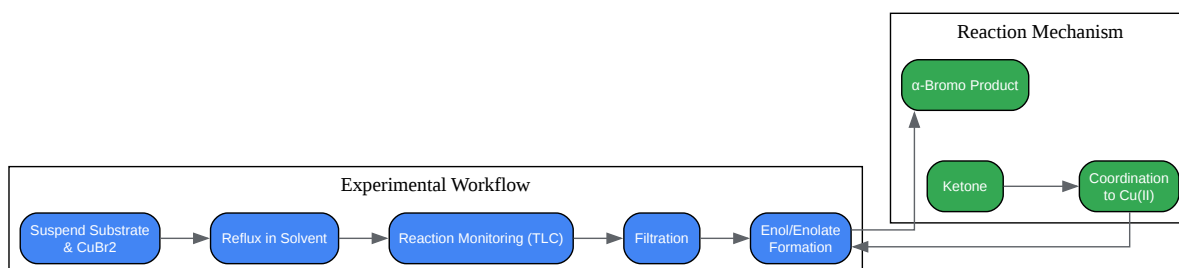 Reaction Mechanism
α-Bromo Product
Ketone
Coordination
to Cu(II)
Experimental Workflow
Suspend Substrate
& CuBr2
Reflux in Solvent
Reaction Monitoring (TLC)
Filtration
Enol/Enolate
Formation